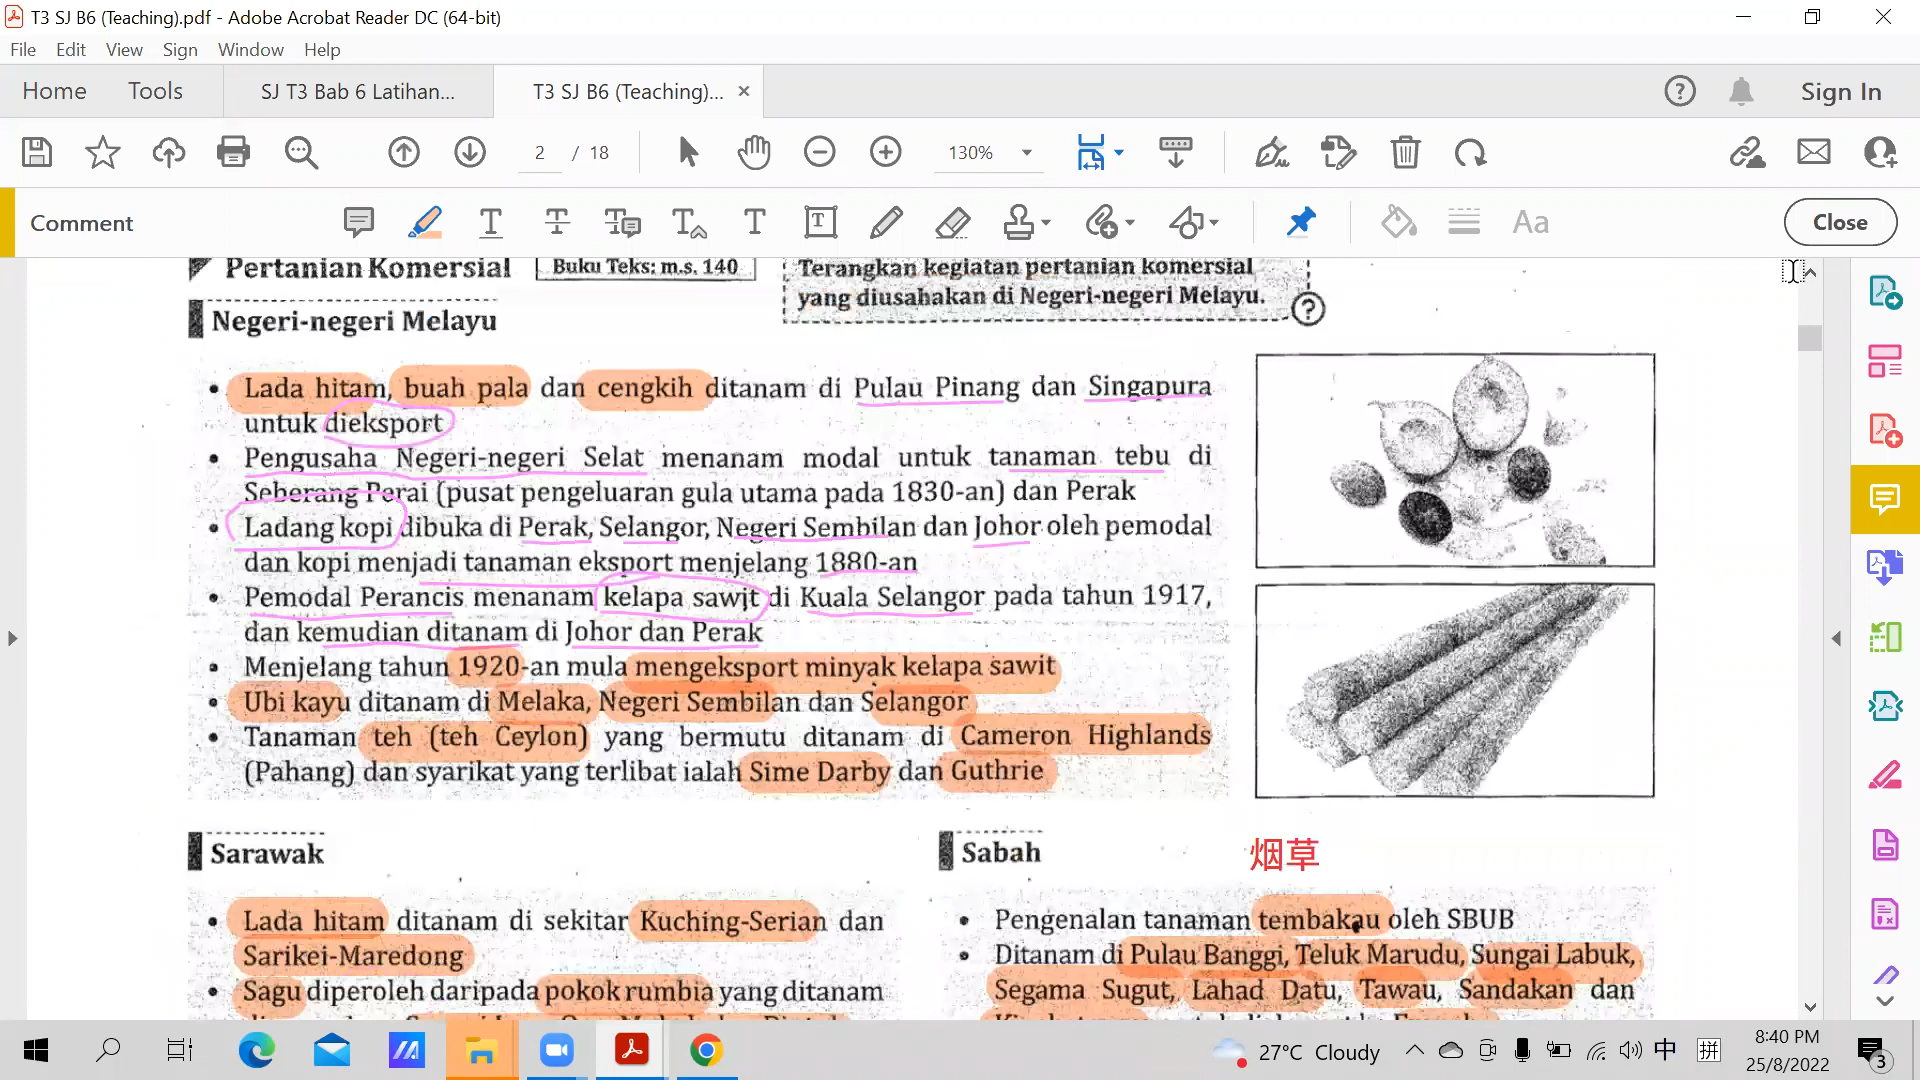 T3 SJ B6 (Teaching).pdf - Adobe Acrobat Reader DC (64-bit)
File Edit View Sign Window Help
Home Tools SJ T3 Bab 6 Latihan... T3 SJ B6 (Teaching)... × Sign In
2 / 18 130%
Comment Close
Pertanian Komersial Buku Teks: m.s. 140 Terangkan kegiatan pertanian komersial
yang diusahakan di Negeri-negeri Melayu. ?
Negeri-negeri Melayu
• Lada hitam, buah pala dan cengkih ditanam di Pulau Pinang dan Singapura
untuk dieksport
• Pengusaha Negeri-negeri Selat menanam modal untuk tanaman tebu di
Seberang Perai (pusat pengeluaran gula utama pada 1830-an) dan Perak
• Ladang kopi dibuka di Perak, Selangor, Negeri Sembilan dan Johor oleh pemodal
dan kopi menjadi tanaman eksport menjelang 1880-an
• Pemodal Perancis menanam kelapa sawit di Kuala Selangor pada tahun 1917,
dan kemudian ditanam di Johor dan Perak
• Menjelang tahun 1920-an mula mengeksport minyak kelapa sawit
• Ubi kayu ditanam di Melaka, Negeri Sembilan dan Selangor
• Tanaman teh (teh Ceylon) yang bermutu ditanam di Cameron Highlands
(Pahang) dan syarikat yang terlibat ialah Sime Darby dan Guthrie
Sarawak
• Lada hitam ditanam di sekitar Kuching-Serian dan
Sarikei-Maredong
• Sagu diperoleh daripada pokok rumbia yang ditanam
Sabah
烟草
• Pengenalan tanaman tembakau oleh SBUB
• Ditanam di Pulau Banggi, Teluk Marudu, Sungai Labuk,
Segama Sugut, Lahad Datu, Tawau, Sandakan dan
27°C Cloudy 中 拼 8:40 PM
25/8/2022 3